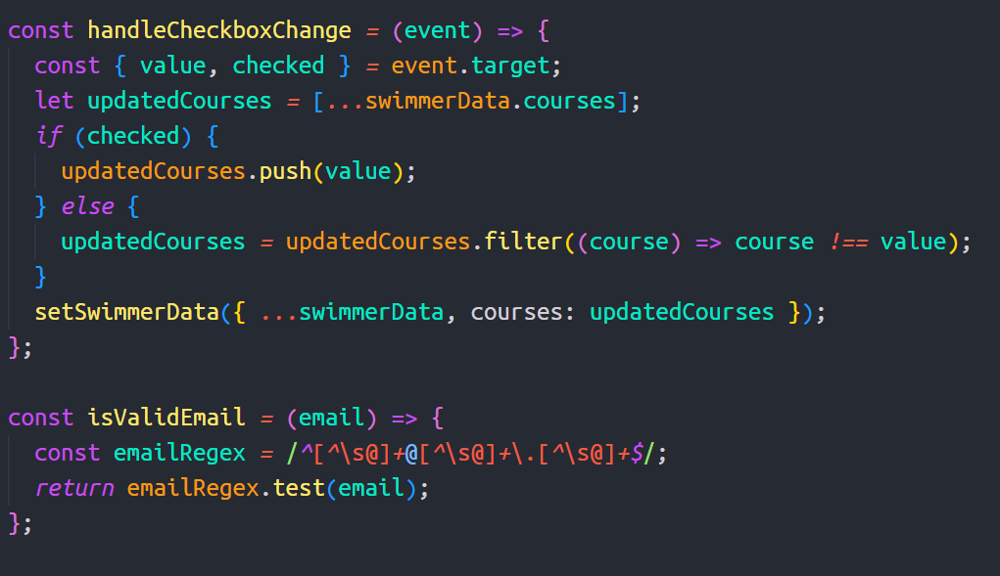 const handleCheckboxChange = (event) => {
  const { value, checked } = event.target;
  let updatedCourses = [...swimmerData.courses];
  if (checked) {
    updatedCourses.push(value);
  } else {
    updatedCourses = updatedCourses.filter((course) => course !== value);
  }
  setSwimmerData({ ...swimmerData, courses: updatedCourses });
};

const isValidEmail = (email) => {
  const emailRegex = /^[^\s@]+@[^\s@]+\.[^\s@]+$/;
  return emailRegex.test(email);
};